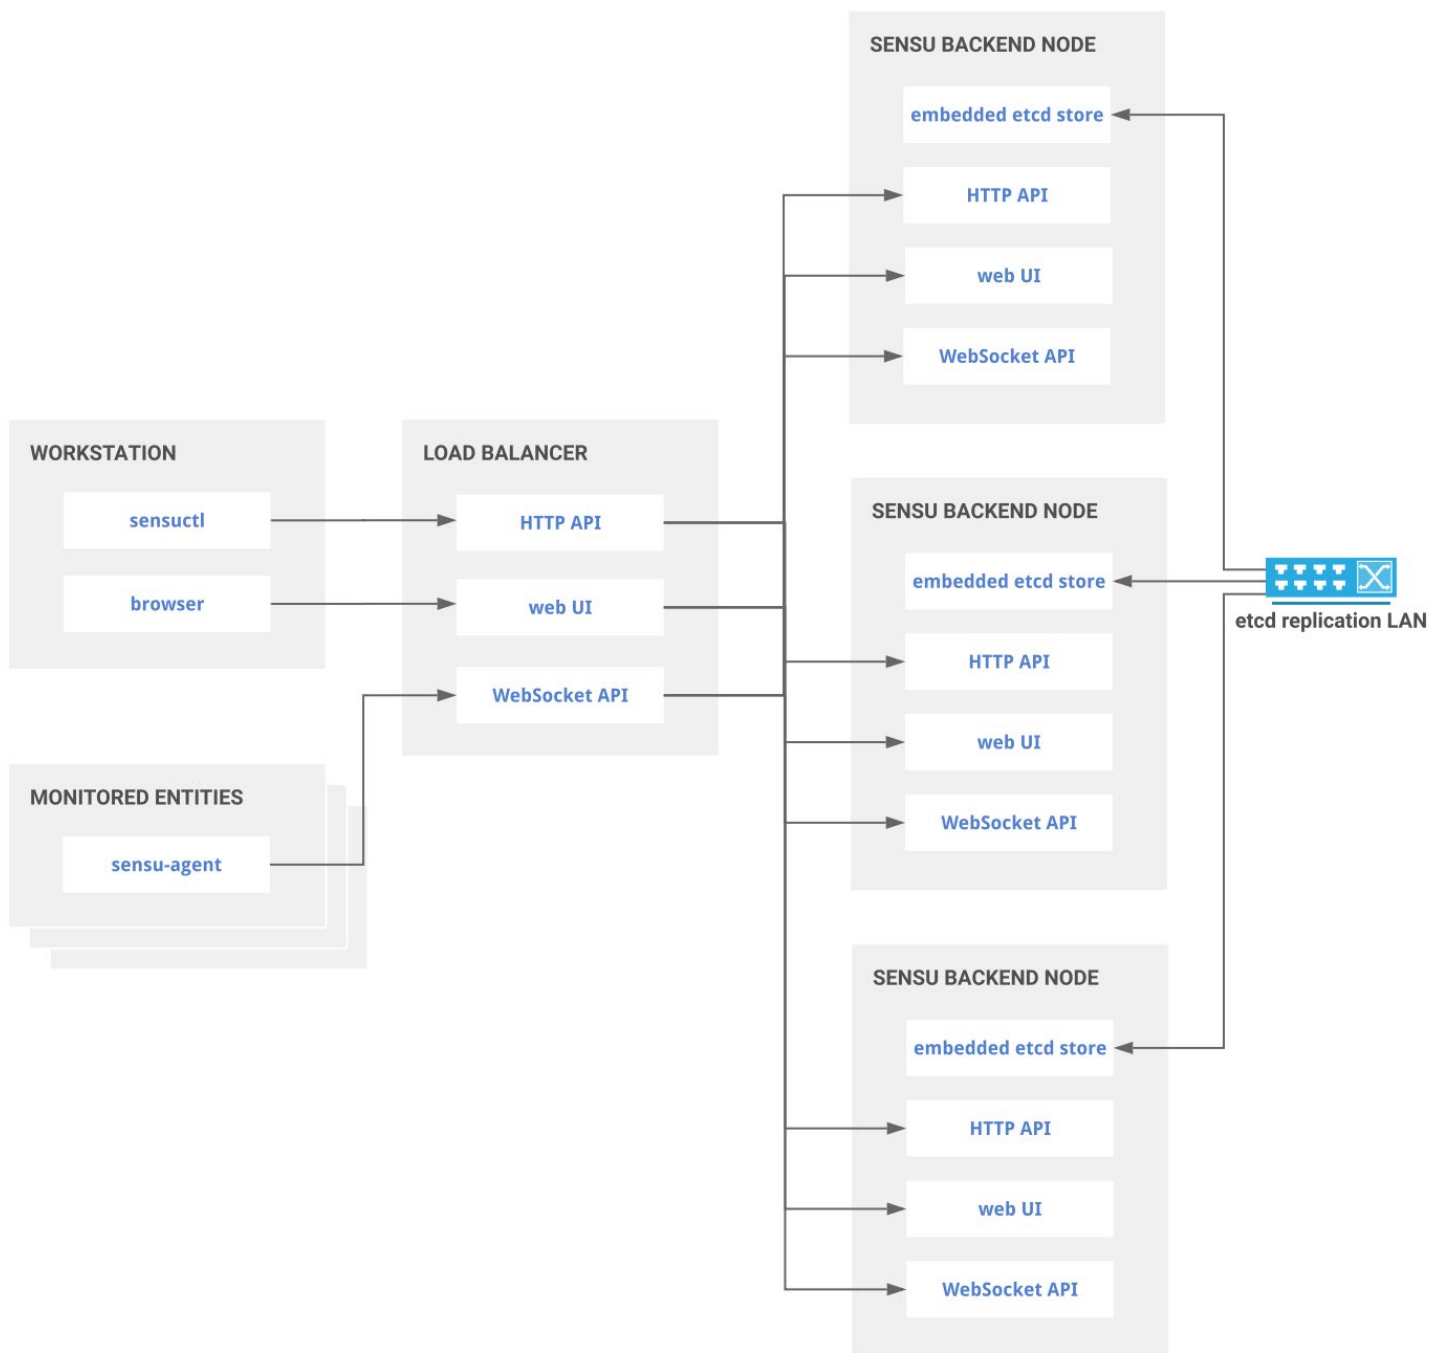 WORKSTATION
sensuctl
browser
MONITORED ENTITIES
sensu-agent
LOAD BALANCER
HTTP API
web UI
WebSocket API
SENSU BACKEND NODE
embedded etcd store
HTTP API
web UI
WebSocket API
SENSU BACKEND NODE
embedded etcd store
HTTP API
web UI
WebSocket API
SENSU BACKEND NODE
embedded etcd store
HTTP API
web UI
WebSocket API
etcd replication LAN